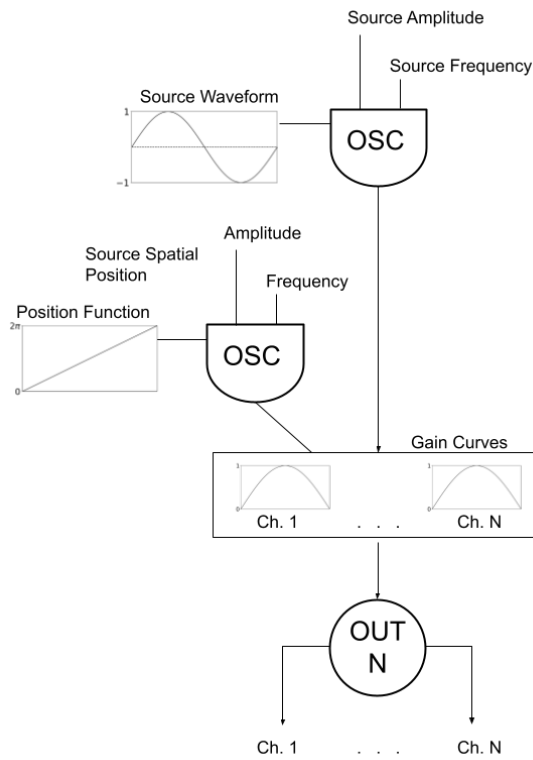 Source Amplitude
Source Frequency
Source Waveform
1
-1
OSC
Amplitude
Source Spatial
Position
Frequency
Position Function
2π
0
OSC
Gain Curves
1
0
1
0
Ch. 1 . . . Ch. N
OUT
N
Ch. 1 . . . Ch. N